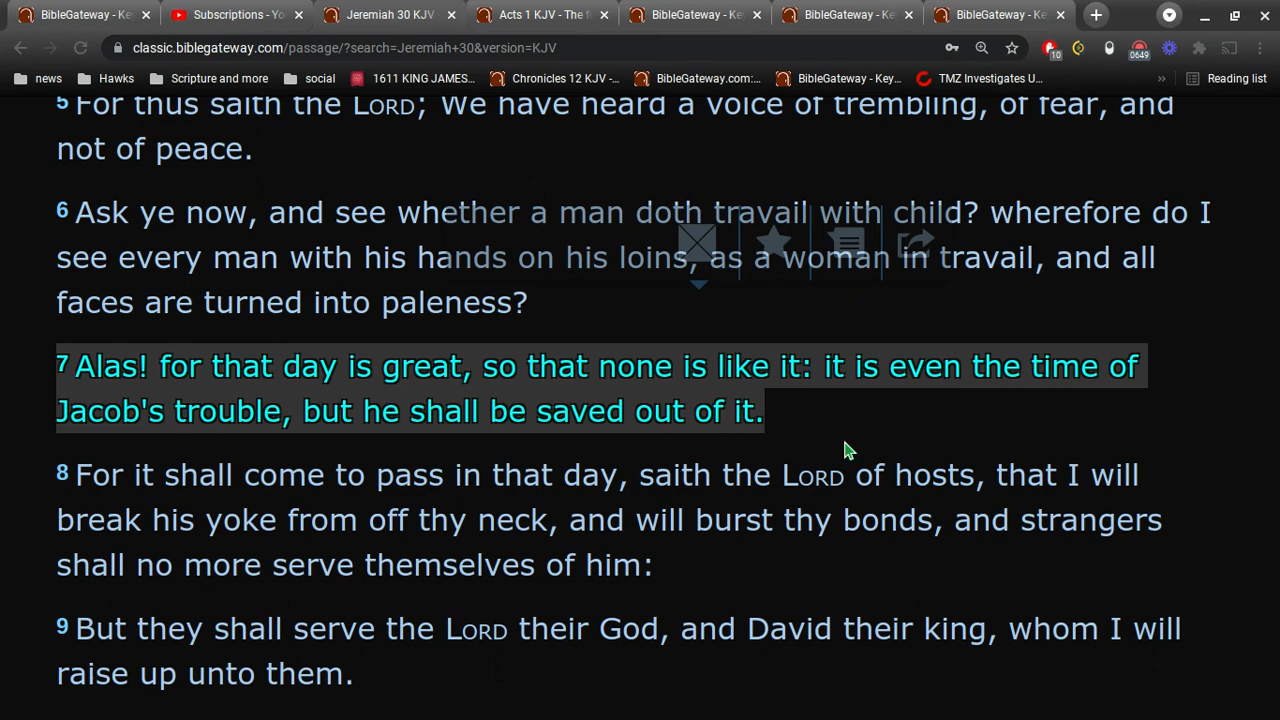 BibleGateway - Ke
Subscriptions - Yo
Jeremiah 30 KJV
Acts 1 KJV - The f
BibleGateway - Key
BibleGateway - Ke
BibleGateway - Ke
classic.biblegateway.com/passage/?search=Jeremiah+30&version=KJV
10
0649
news
Hawks
Scripture and more
social
1611 KING JAMES...
Chronicles 12 KJV -...
BibleGateway.com:...
BibleGateway - Key...
TMZ Investigates U...
»
Reading list
5 For thus saith the LORD; We have heard a voice of trembling, of fear, and
not of peace.
6 Ask ye now, and see whether a man doth travail with child? wherefore do I
see every man with his hands on his loins, as a woman in travail, and all
faces are turned into paleness?
7 Alas! for that day is great, so that none is like it: it is even the time of
Jacob's trouble, but he shall be saved out of it.
8 For it shall come to pass in that day, saith the LORD of hosts, that I will
break his yoke from off thy neck, and will burst thy bonds, and strangers
shall no more serve themselves of him:
9 But they shall serve the LORD their God, and David their king, whom I will
raise up unto them.